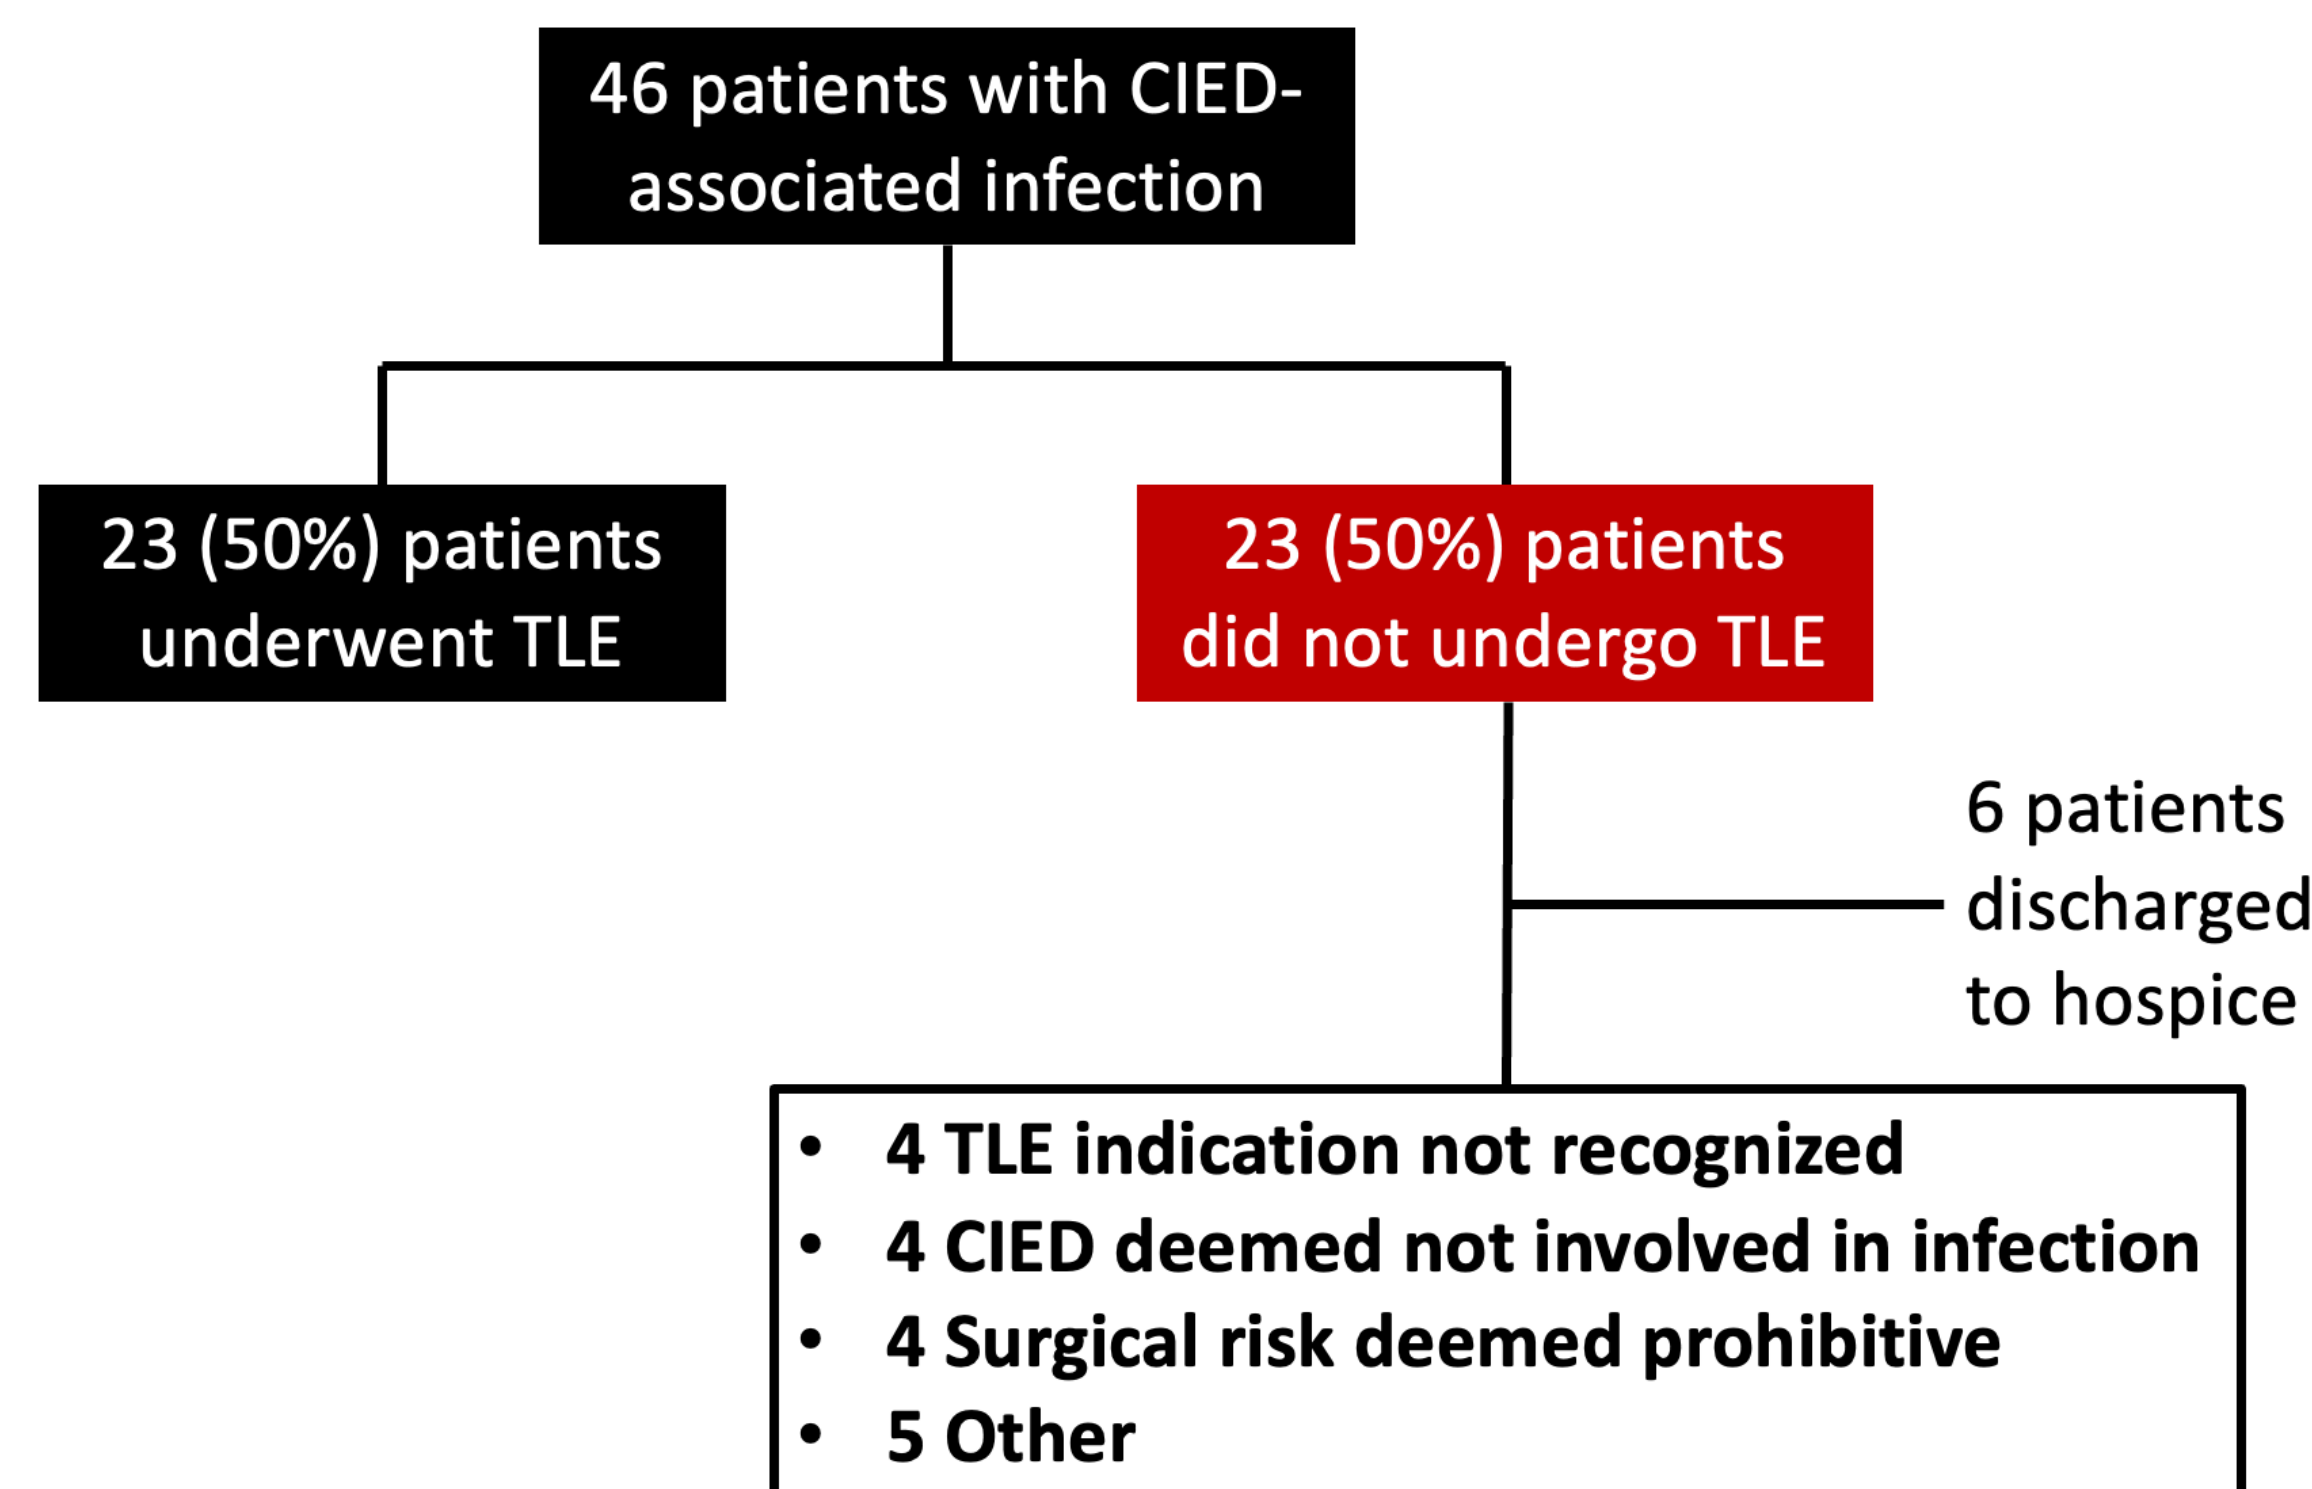 46 patients with CIED-
associated infection
23 (50%) patients
underwent TLE
23 (50%) patients
did not undergo TLE
6 patients
discharged
to hospice
• 4 TLE indication not recognized
• 4 CIED deemed not involved in infection
• 4 Surgical risk deemed prohibitive
• 5 Other